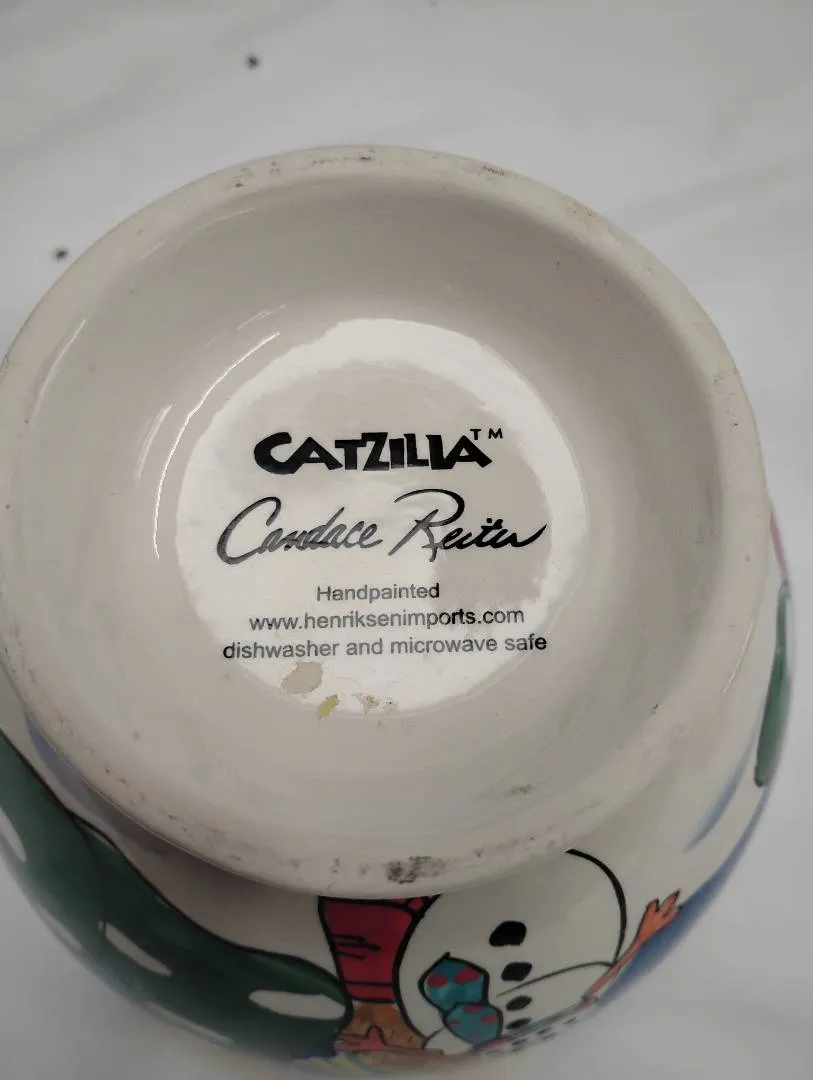 CATZILLA™
Candace Reiter
Handpainted
www.henriksenimports.com
dishwasher and microwave safe